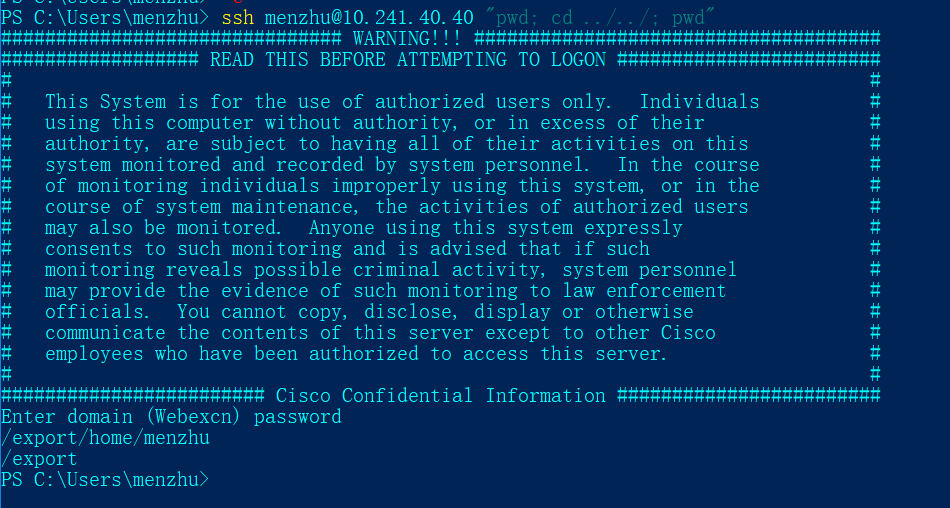 PS C:\Users\menzhu> ssh menzhu@10.241.40.40 "pwd; cd ../../; pwd"
############################### WARNING!!! #####################################
################## READ THIS BEFORE ATTEMPTING TO LOGON ########################
#                                                                              #
#   This System is for the use of authorized users only.  Individuals          #
#   using this computer without authority, or in excess of their               #
#   authority, are subject to having all of their activities on this           #
#   system monitored and recorded by system personnel.  In the course          #
#   of monitoring individuals improperly using this system, or in the          #
#   course of system maintenance, the activities of authorized users           #
#   may also be monitored.  Anyone using this system expressly                 #
#   consents to such monitoring and is advised that if such                    #
#   monitoring reveals possible criminal activity, system personnel            #
#   may provide the evidence of such monitoring to law enforcement             #
#   officials.  You cannot copy, disclose, display or otherwise                #
#   communicate the contents of this server except to other Cisco              #
#   employees who have been authorized to access this server.                  #
#                                                                              #
######################## Cisco Confidential Information ########################
Enter domain (Webexcn) password
/export/home/menzhu
/export
PS C:\Users\menzhu>